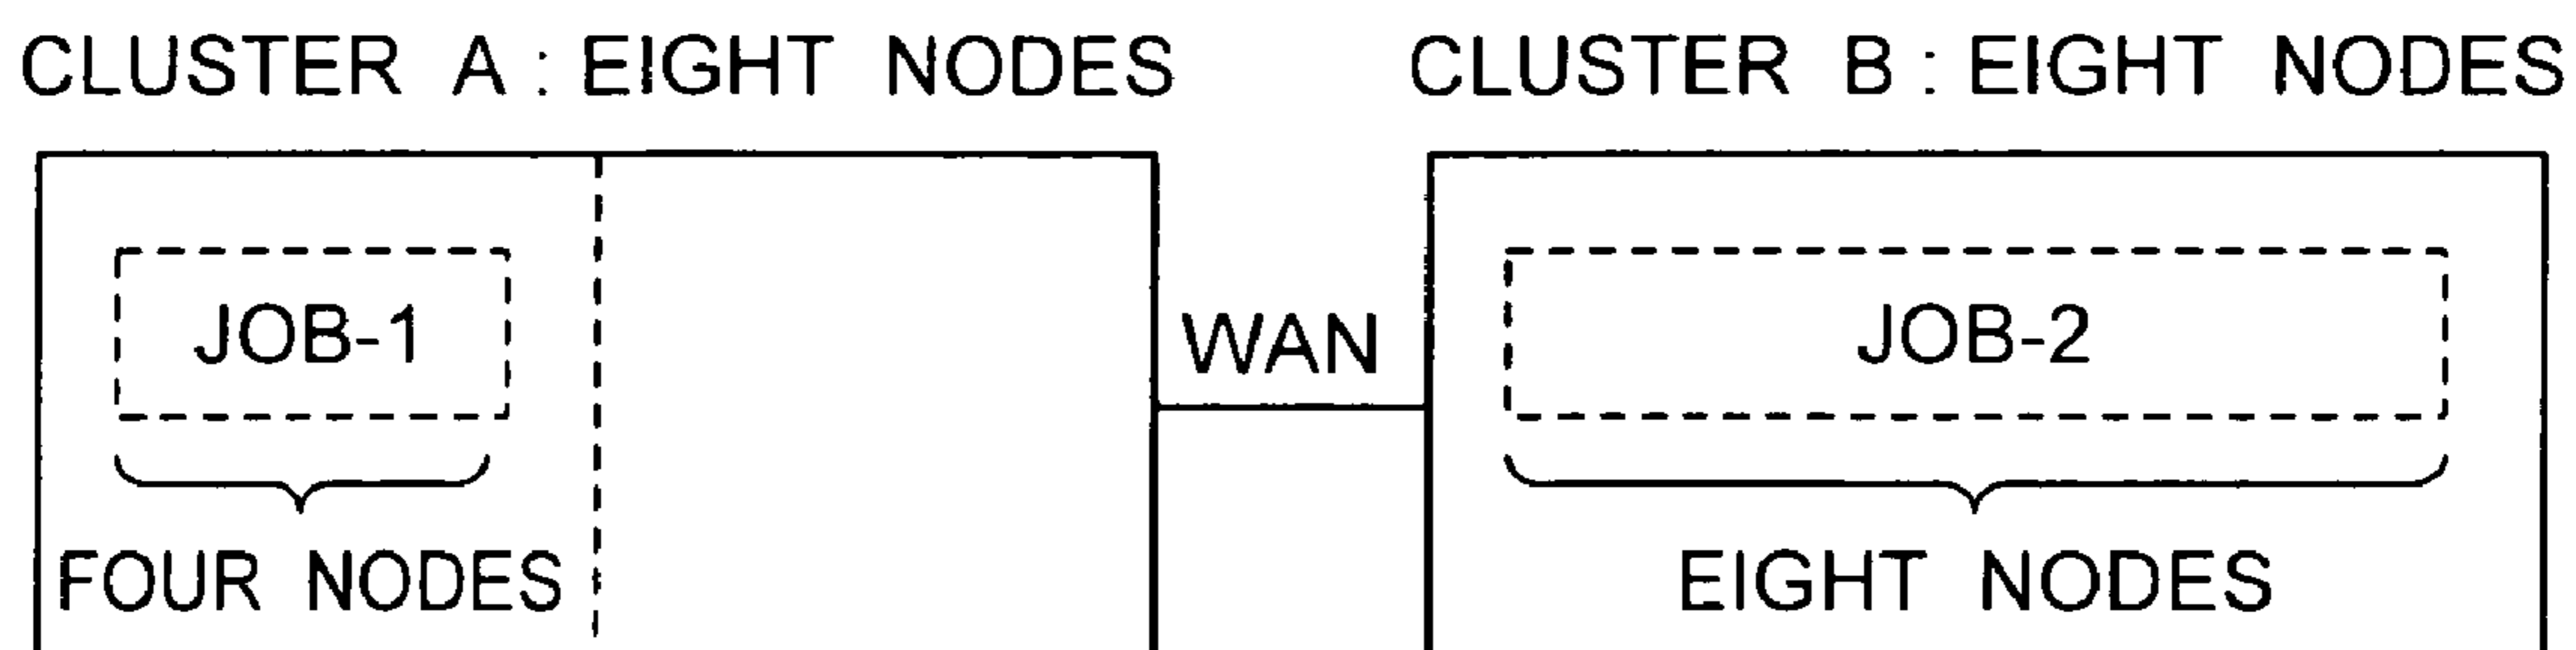 CLUSTER A : EIGHT NODES
CLUSTER B : EIGHT NODES
JOB-1
WAN
JOB-2
FOUR NODES
EIGHT NODES